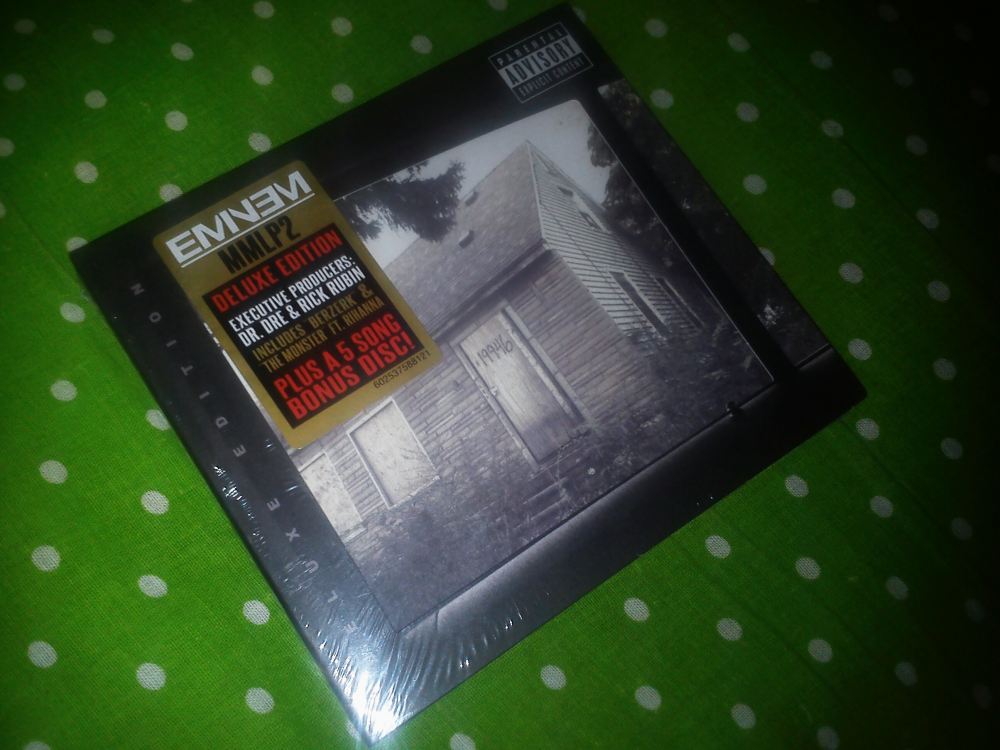 PARENTAL
ADVISORY
EXPLICIT CONTENT
EMINEM
MMLP2
DELUXE EDITION
EXECUTIVE PRODUCERS:
DR. DRE & RICK RUBIN
INCLUDES 'BERZERK' &
'THE MONSTER' FT. RIHANNA
PLUS A 5 SONG
BONUS DISC!
602537588121
19946
DELUXE EDITION